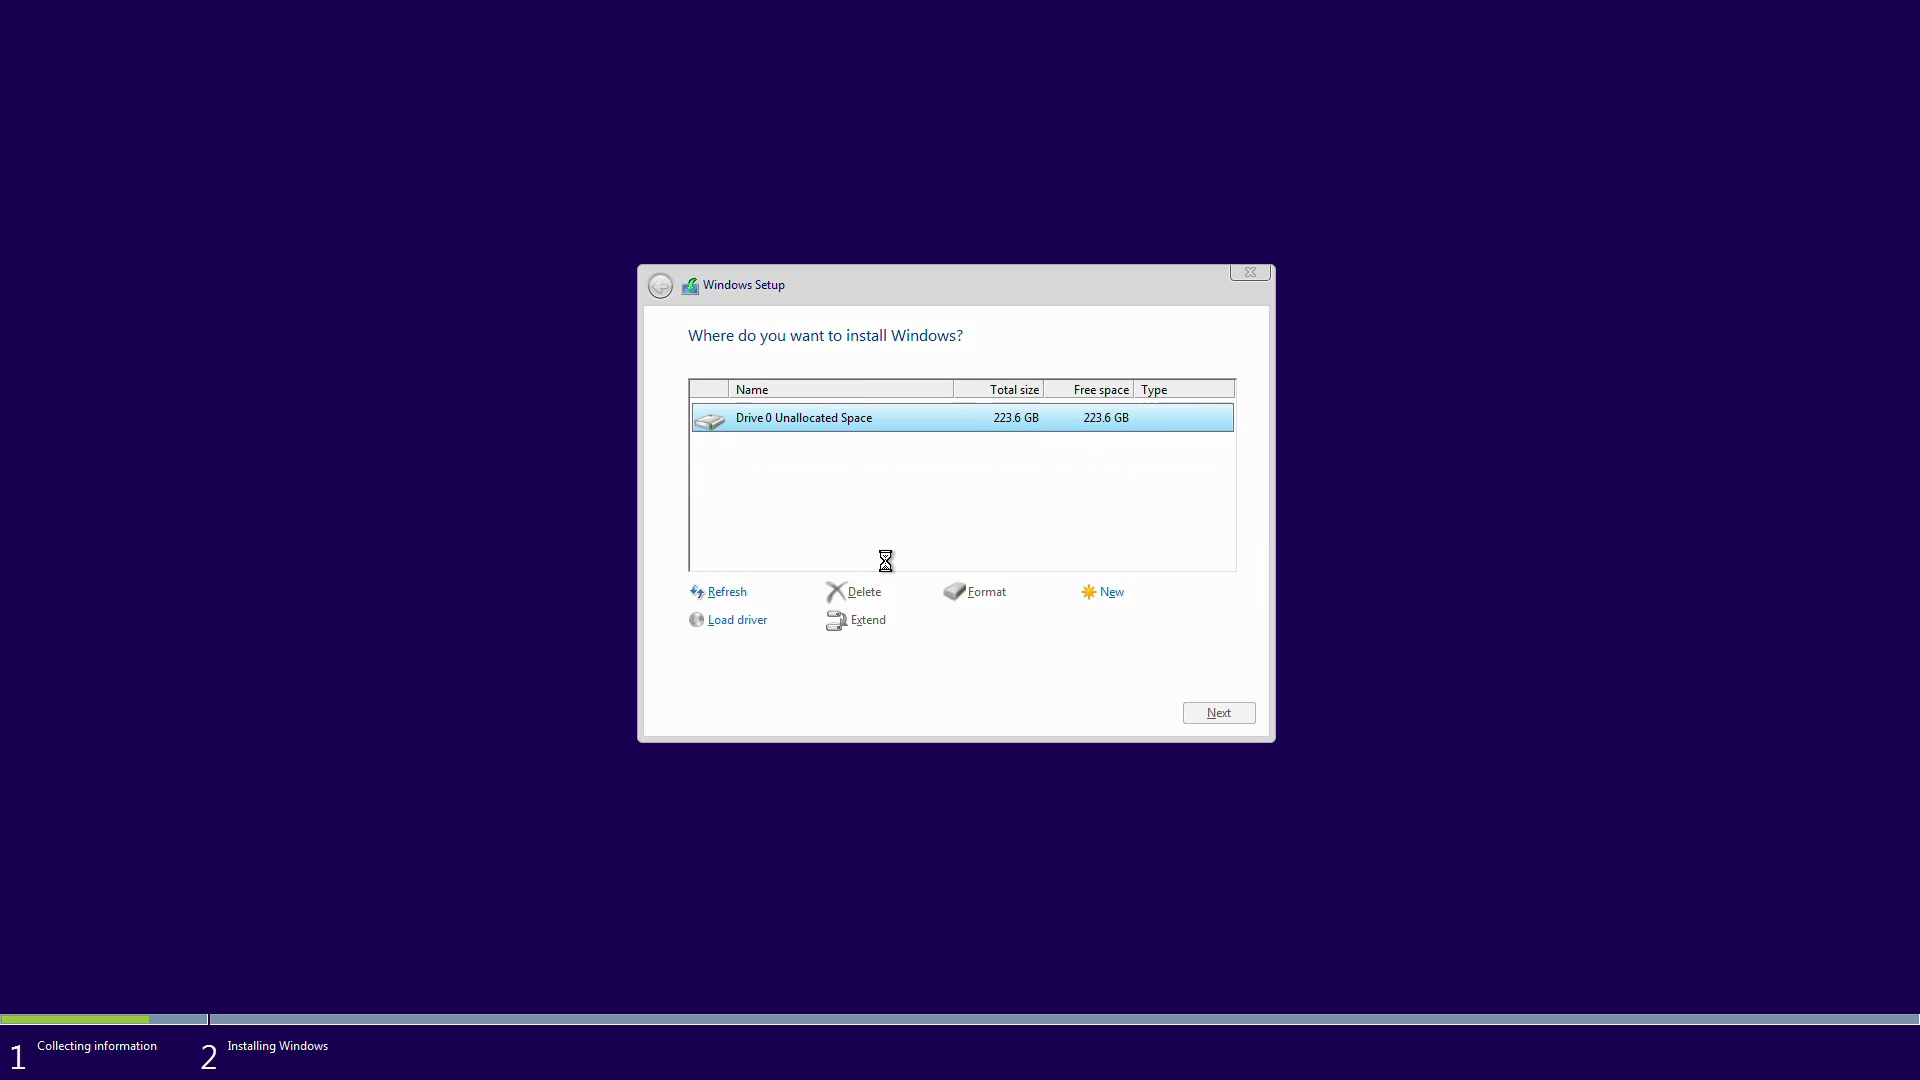 Windows Setup
Where do you want to install Windows?
Name Total size Free space Type
Drive 0 Unallocated Space 223.6 GB 223.6 GB
Refresh Delete Format New
Load driver Extend
Next
1 Collecting information 2 Installing Windows